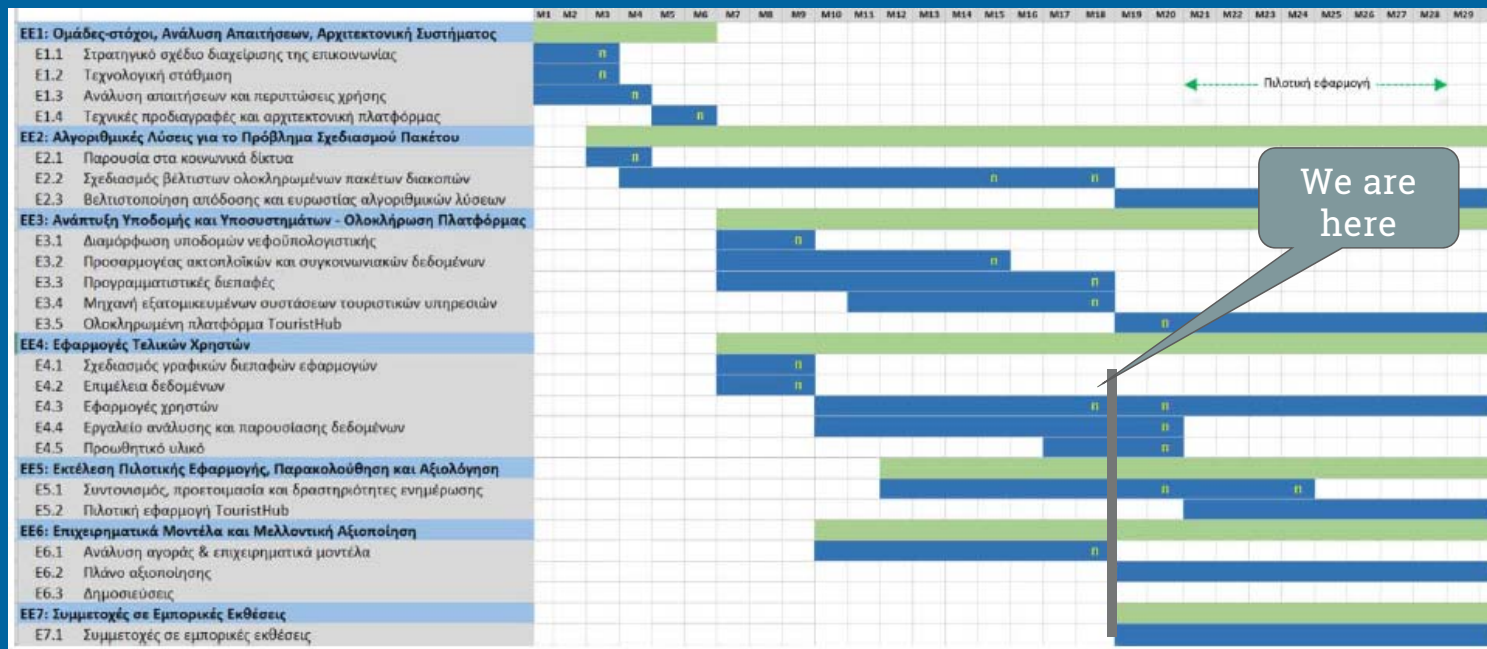 M1 M2 M3 M4 M5 M6 M7 M8 M9 M10 M11 M12 M13 M14 M15 M16 M17 M18 M19 M20 M21 M22 M23 M24 M25 M26 M27 M28 M29
ΕΕ1: Ομάδες-στόχοι, Ανάλυση Απαιτήσεων, Αρχιτεκτονική Συστήματος
Ε1.1 Στρατηγικό σχέδιο διαχείρισης της επικοινωνίας Π
Ε1.2 Τεχνολογική στάθμιση Π
Πιλοτική εφαρμογή
Ε1.3 Ανάλυση απαιτήσεων και περιπτώσεις χρήσης Π
Ε1.4 Τεχνικές προδιαγραφές και αρχιτεκτονική πλατφόρμας Π
ΕΕ2: Αλγοριθμικές Λύσεις για το Πρόβλημα Σχεδιασμού Πακέτου
Ε2.1 Παρουσία στα κοινωνικά δίκτυα Π
Ε2.2 Σχεδιασμός βέλτιστων ολοκληρωμένων πακέτων διακοπών Π Π
Ε2.3 Βελτιστοποίηση απόδοσης και ευρωστίας αλγοριθμικών λύσεων
We are
here
ΕΕ3: Ανάπτυξη Υποδομής και Υποσυστημάτων - Ολοκλήρωση Πλατφόρμας
Ε3.1 Διαμόρφωση υποδομών νεφοϋπολογιστικής Π
Ε3.2 Προσαρμογέας ακτοπλοϊκών και συγκοινωνιακών δεδομένων Π
Ε3.3 Προγραμματιστικές διεπαφές Π
Ε3.4 Μηχανή εξατομικευμένων συστάσεων τουριστικών υπηρεσιών Π
Ε3.5 Ολοκληρωμένη πλατφόρμα TouristHub Π
ΕΕ4: Εφαρμογές Τελικών Χρηστών
Ε4.1 Σχεδιασμός γραφικών διεπαφών εφαρμογών Π
Ε4.2 Επιμέλεια δεδομένων Π
Ε4.3 Εφαρμογές χρηστών Π Π
Ε4.4 Εργαλείο ανάλυσης και παρουσίασης δεδομένων Π
Ε4.5 Προωθητικό υλικό Π
ΕΕ5: Εκτέλεση Πιλοτικής Εφαρμογής, Παρακολούθηση και Αξιολόγηση
Ε5.1 Συντονισμός, προετοιμασία και δραστηριότητες ενημέρωσης Π Π
Ε5.2 Πιλοτική εφαρμογή TouristHub
ΕΕ6: Επιχειρηματικά Μοντέλα και Μελλοντική Αξιοποίηση
Ε6.1 Ανάλυση αγοράς & επιχειρηματικά μοντέλα Π
Ε6.2 Πλάνο αξιοποίησης
Ε6.3 Δημοσιεύσεις
ΕΕ7: Συμμετοχές σε Εμπορικές Εκθέσεις
Ε7.1 Συμμετοχές σε εμπορικές εκθέσεις